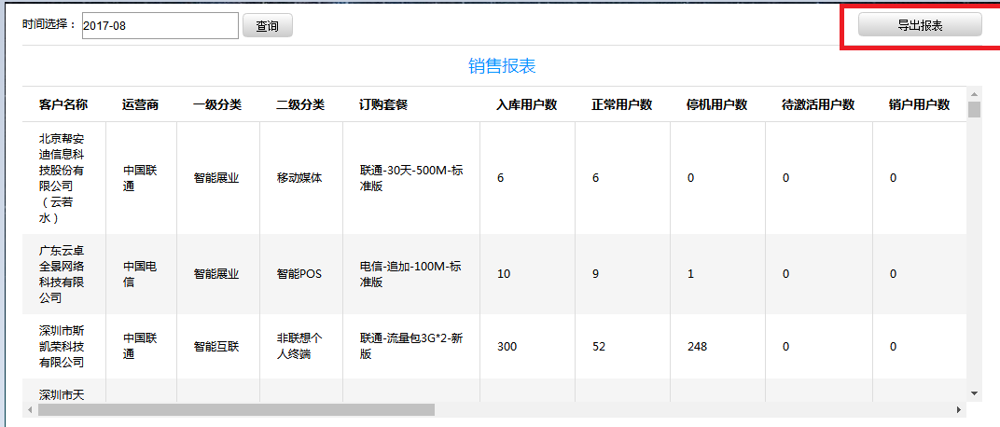 时间选择： 2017-08 查询 导出报表
销售报表
客户名称 运营商 一级分类 二级分类 订购套餐 入库用户数 正常用户数 停机用户数 待激活用户数 销户用户数
北京帮安
迪信息科
技股份有
限公司
（云若
水）
中国联
通
智能展业
移动媒体
联通-30天-500M-标
准版
6
6
0
0
0
广东云卓
全景网络
科技有限
公司
中国电
信
智能展业
智能POS
电信-追加-100M-标
准版
10
9
1
0
0
深圳市斯
凯荣科技
有限公司
中国联
通
智能互联
非联想个
人终端
联通-流量包3G*2-新
版
300
52
248
0
0
深圳市天